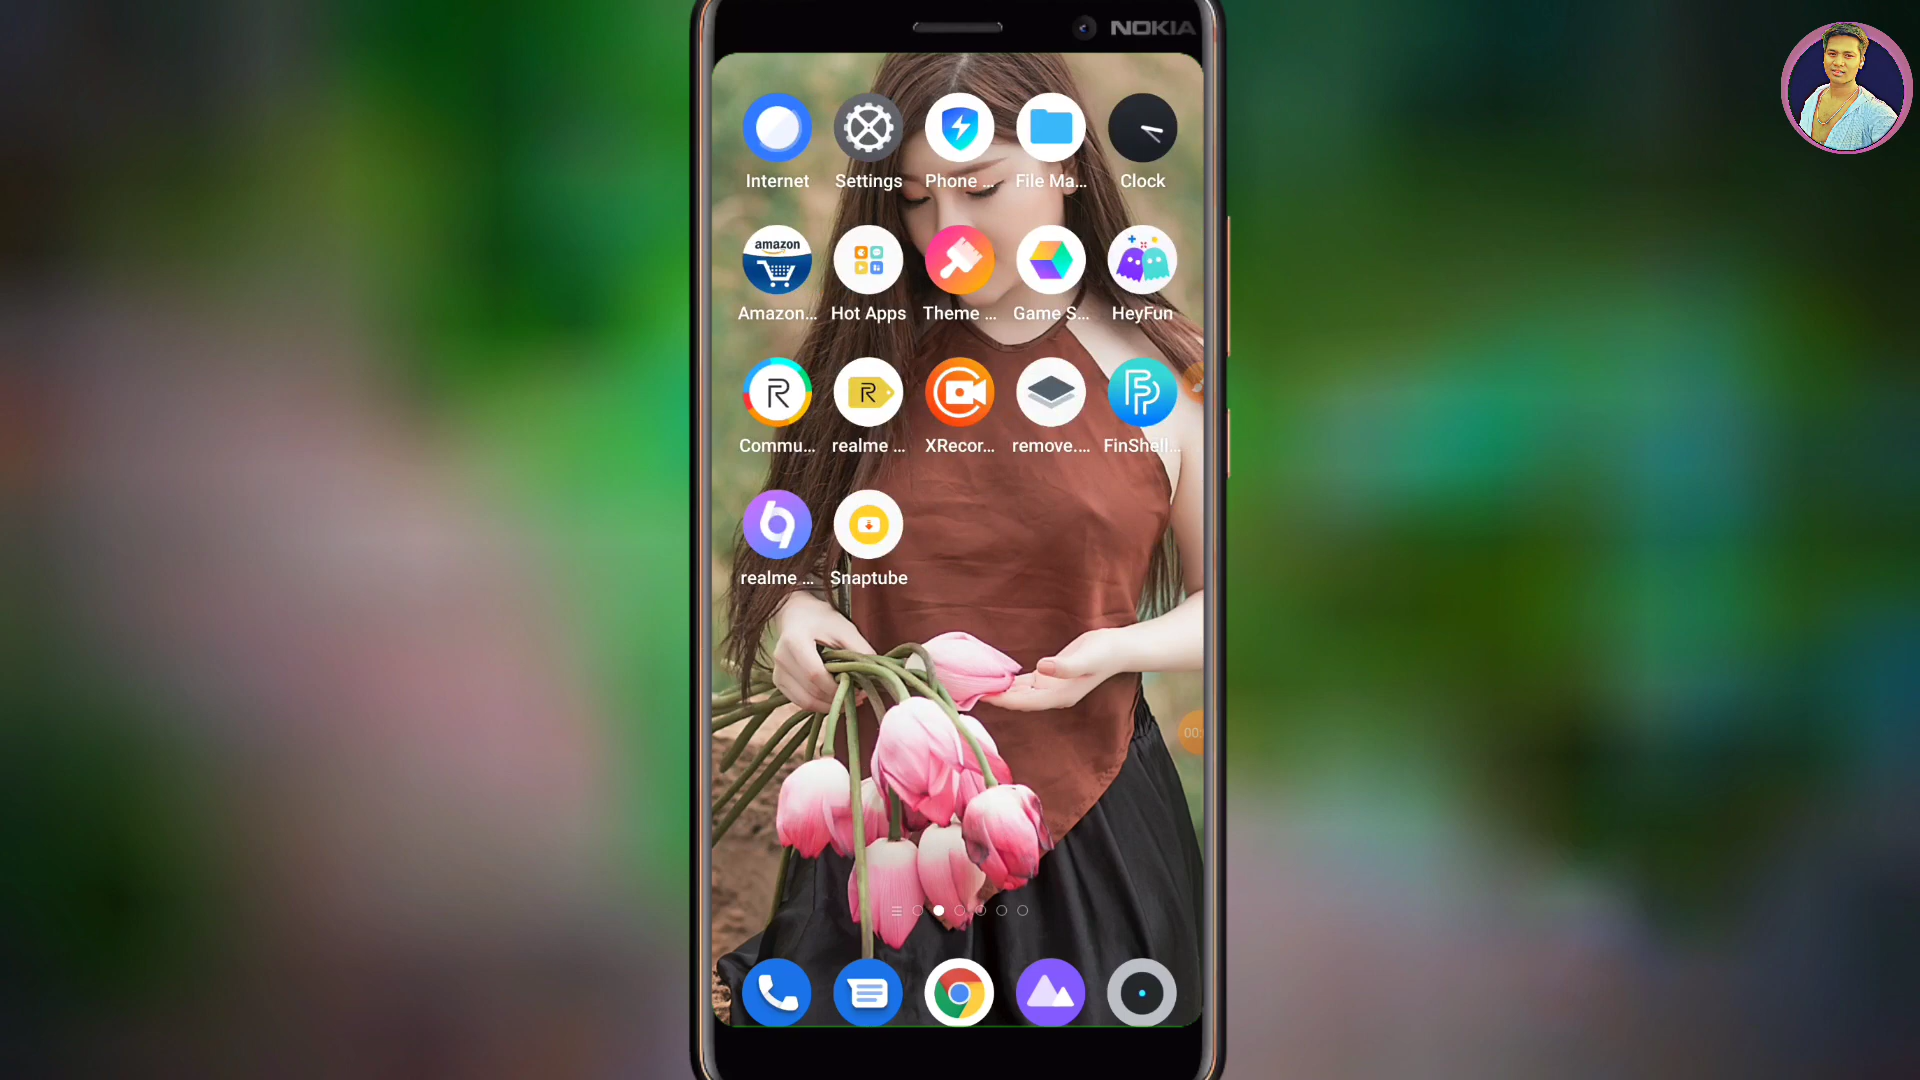 NOKIA
Internet Settings Phone ... File Ma... Clock
amazon
Amazon... Hot Apps Theme ... Game S... HeyFun
Commu... realme ... XRecor... remove.... FinShell...
realme ... Snaptube
00: